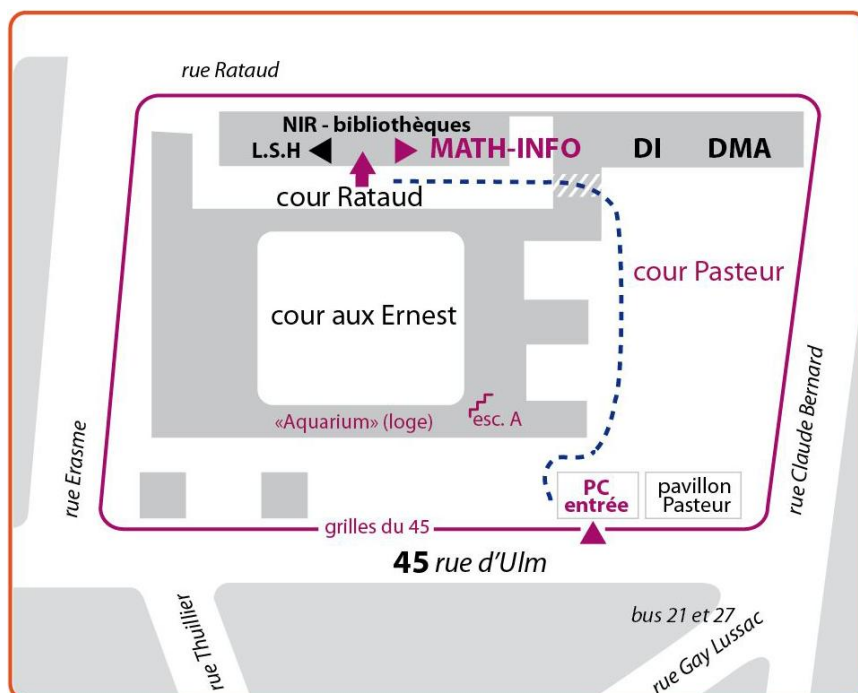 rue Rataud
NIR - bibliothèques
L.S.H
MATH-INFO
DI
DMA
cour Rataud
cour Pasteur
cour aux Ernest
«Aquarium» (loge)
esc. A
rue Erasme
rue Claude Bernard
PC
entrée
pavillon
Pasteur
grilles du 45
45 rue d'Ulm
rue Thuillier
bus 21 et 27
rue Gay Lussac